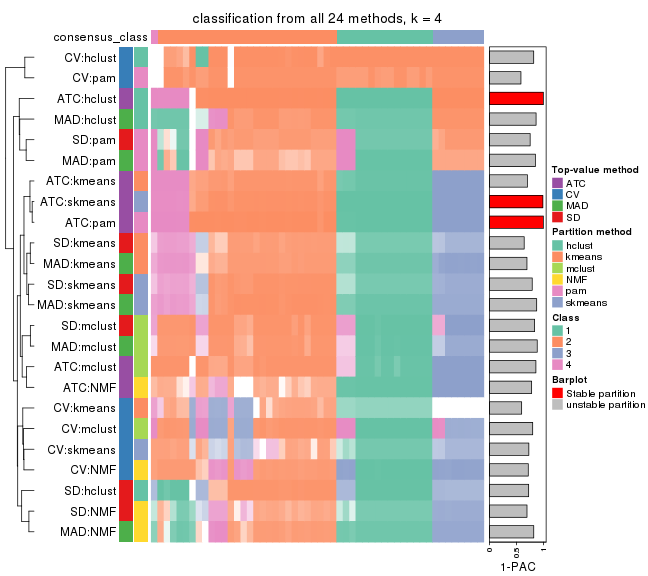 classification from all 24 methods, k = 4
consensus_class
CV:hclust
CV:pam
ATC:hclust
MAD:hclust
SD:pam
MAD:pam
ATC:kmeans
ATC:skmeans
ATC:pam
SD:kmeans
MAD:kmeans
SD:skmeans
MAD:skmeans
SD:mclust
MAD:mclust
ATC:mclust
ATC:NMF
CV:kmeans
CV:mclust
CV:skmeans
CV:NMF
SD:hclust
SD:NMF
MAD:NMF
0
0.5
1
1-PAC
Top-value method
ATC
CV
MAD
SD
Partition method
hclust
kmeans
mclust
NMF
pam
skmeans
Class
1
2
3
4
Barplot
Stable partition
unstable partition